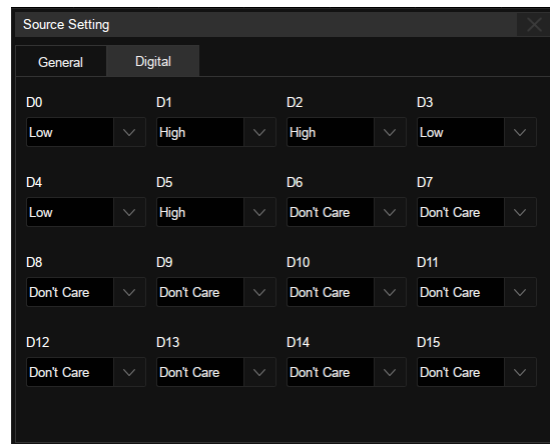 Source Setting
General Digital
D0 D1 D2 D3
Low High High Low
D4 D5 D6 D7
Low High Don't Care Don't Care
D8 D9 D10 D11
Don't Care Don't Care Don't Care Don't Care
D12 D13 D14 D15
Don't Care Don't Care Don't Care Don't Care